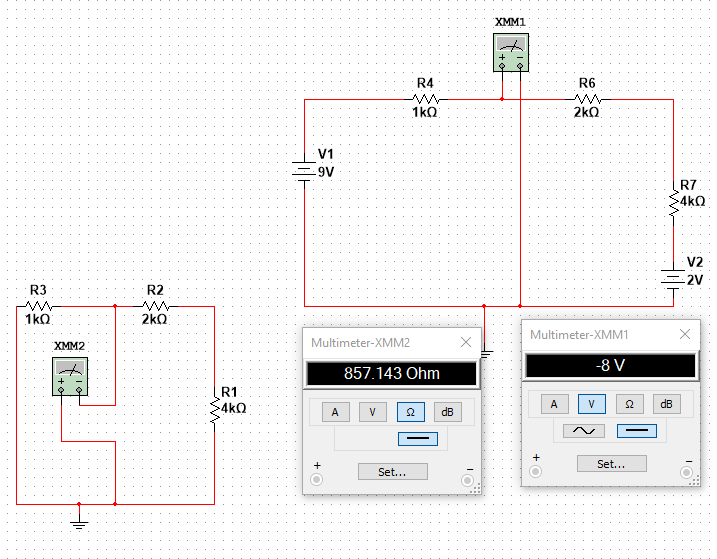 XMM1
+ −
R4
1kΩ
R6
2kΩ
V1
9V
R7
4kΩ
V2
2V
R3
1kΩ
R2
2kΩ
XMM2
+ −
R1
4kΩ
Multimeter-XMM2
857.143 Ohm
A V Ω dB
Set...
+ −
Multimeter-XMM1
-8 V
A V Ω dB
Set...
+ −